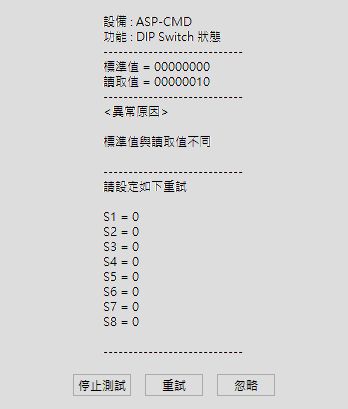 設備 : ASP-CMD
功能 : DIP Switch 狀態
----------------------------
標準值 = 00000000
讀取值 = 00000010
----------------------------
<異常原因>
標準值與讀取值不同
----------------------------
請設定如下重試
S1 = 0
S2 = 0
S3 = 0
S4 = 0
S5 = 0
S6 = 0
S7 = 0
S8 = 0
----------------------------
停止測試 重試 忽略